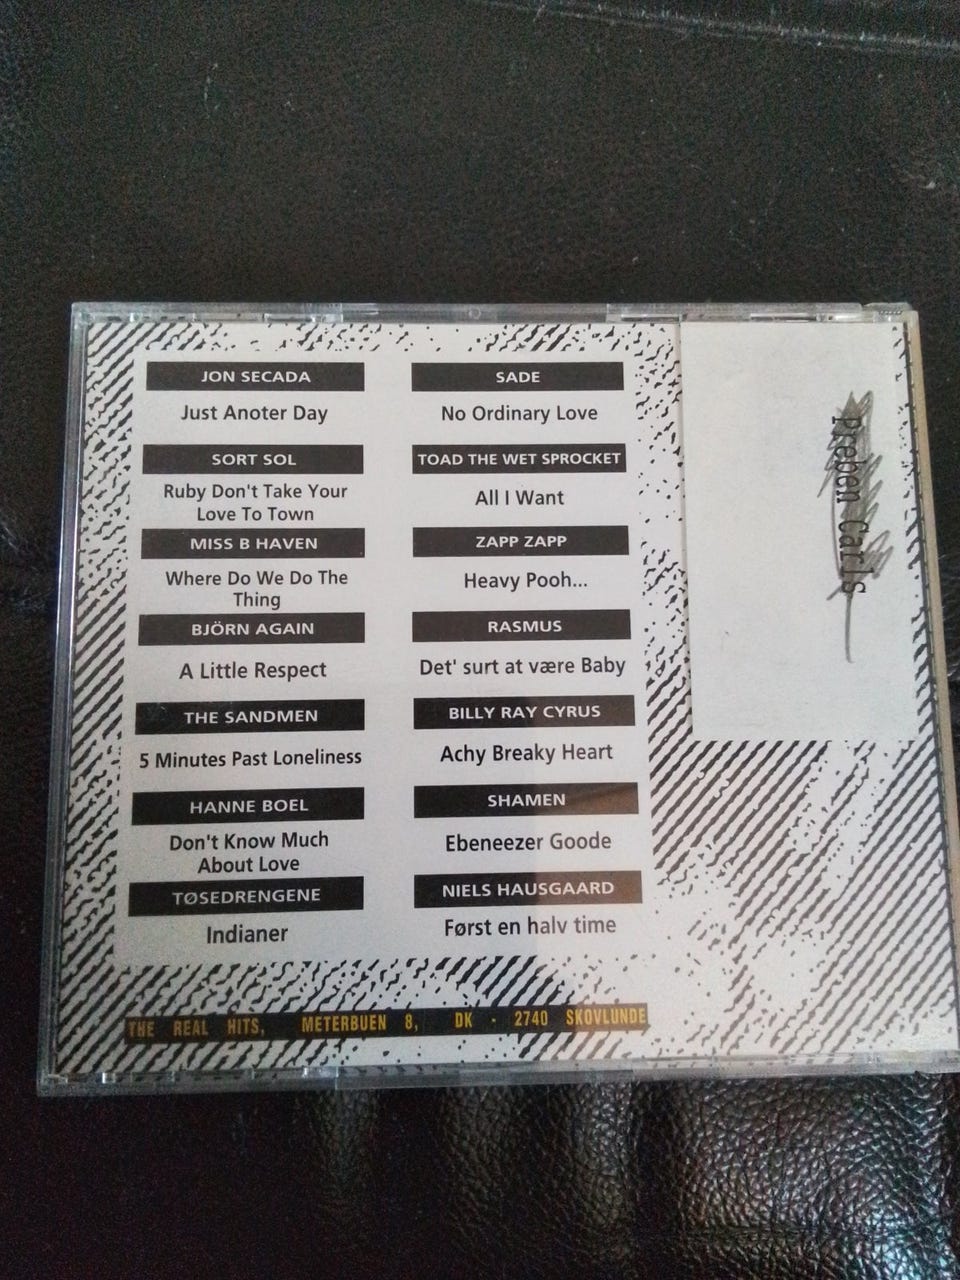 JON SECADA
Just Anoter Day
SORT SOL
Ruby Don't Take Your
Love To Town
MISS B HAVEN
Where Do We Do The
Thing
BJÖRN AGAIN
A Little Respect
THE SANDMEN
5 Minutes Past Loneliness
HANNE BOEL
Don't Know Much
About Love
TØSEDRENGENE
Indianer
SADE
No Ordinary Love
TOAD THE WET SPROCKET
All I Want
ZAPP ZAPP
Heavy Pooh...
RASMUS
Det' surt at være Baby
BILLY RAY CYRUS
Achy Breaky Heart
SHAMEN
Ebeneezer Goode
NIELS HAUSGAARD
Først en halv time
Preben Carls
THE REAL HITS, METERBUEN 8, DK - 2740 SKOVLUNDE